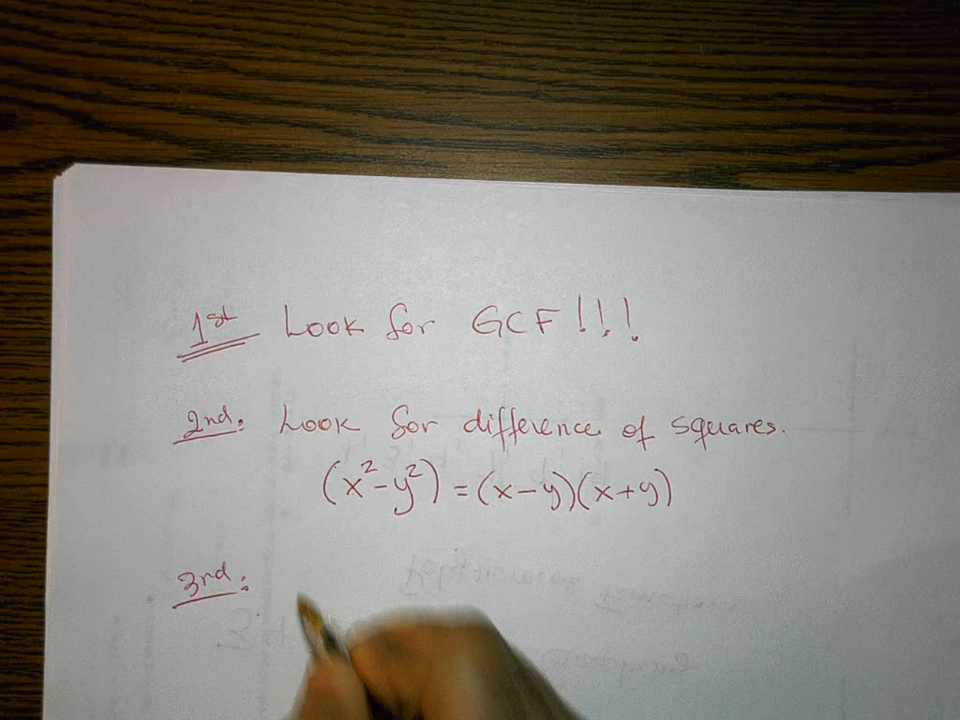 1st Look for GCF!!!
2nd: Look for difference of squares.
(x²-y²) = (x-y)(x+y)
3rd: